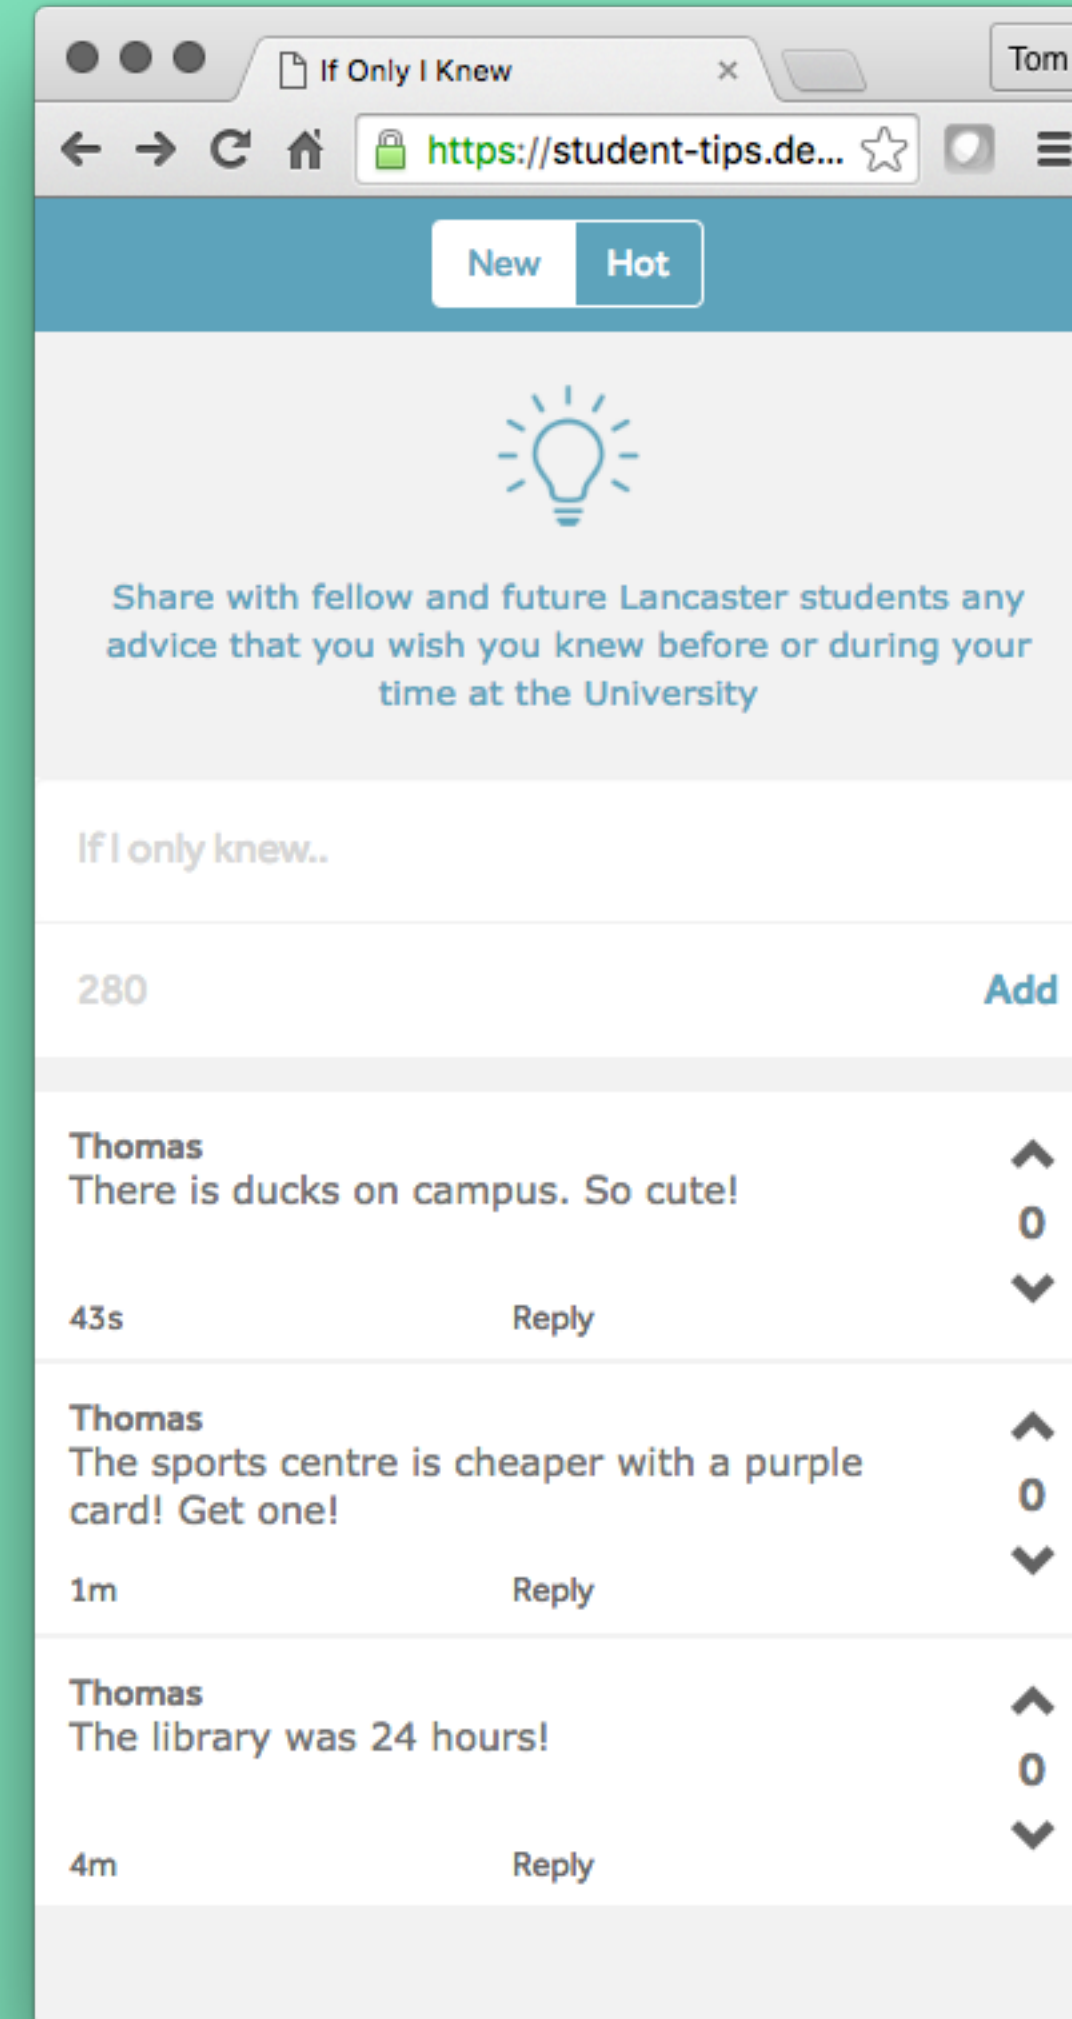 If Only I Knew
Tom
https://student-tips.de...
New Hot
Share with fellow and future Lancaster students any
advice that you wish you knew before or during your
time at the University
If I only knew..
280 Add
Thomas
There is ducks on campus. So cute!
0
43s Reply
Thomas
The sports centre is cheaper with a purple
card! Get one!
0
1m Reply
Thomas
The library was 24 hours!
0
4m Reply